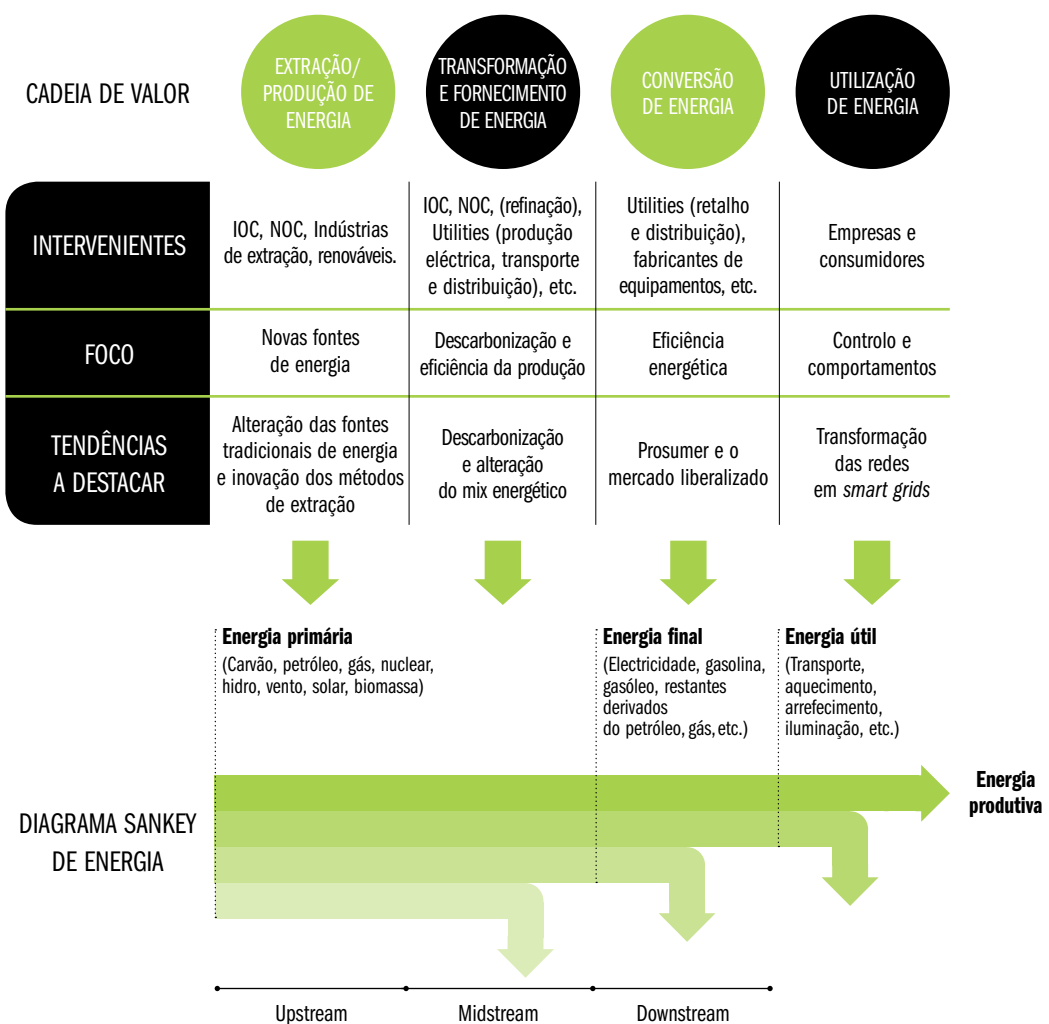 CADEIA DE VALOR
EXTRAÇÃO/
PRODUÇÃO DE
ENERGIA
TRANSFORMAÇÃO
E FORNECIMENTO
DE ENERGIA
CONVERSÃO
DE ENERGIA
UTILIZAÇÃO
DE ENERGIA
INTERVENIENTES
IOC, NOC, Indústrias
de extração, renováveis.
IOC, NOC, (refinação),
Utilities (produção
eléctrica, transporte
e distribuição), etc.
Utilities (retalho
e distribuição),
fabricantes de
equipamentos, etc.
Empresas e
consumidores
FOCO
Novas fontes
de energia
Descarbonização e
eficiência da produção
Eficiência
energética
Controlo e
comportamentos
TENDÊNCIAS
A DESTACAR
Alteração das fontes
tradicionais de energia
e inovação dos métodos
de extração
Descarbonização
e alteração
do mix energético
Prosumer e o
mercado liberalizado
Transformação
das redes
em smart grids
Energia primária
(Carvão, petróleo, gás, nuclear,
hidro, vento, solar, biomassa)
Energia final
(Electricidade, gasolina,
gasóleo, restantes
derivados
do petróleo, gás, etc.)
Energia útil
(Transporte,
aquecimento,
arrefecimento,
iluminação, etc.)
DIAGRAMA SANKEY
DE ENERGIA
Energia
produtiva
Upstream
Midstream
Downstream